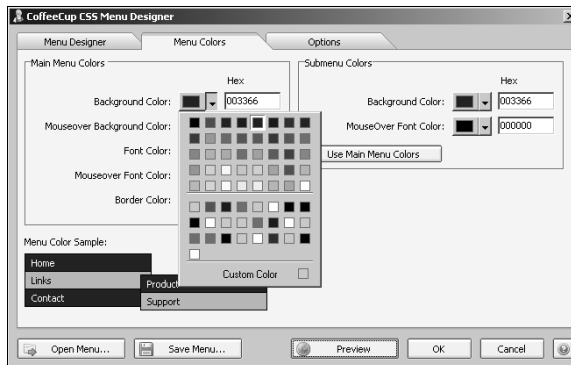 CoffeeCup CSS Menu Designer
Menu Designer
Menu Colors
Options
Main Menu Colors
Hex
Background Color:
003366
Mouseover Background Color:
Font Color:
Mouseover Font Color:
Border Color:
Custom Color
Submenu Colors
Hex
Background Color:
003366
MouseOver Font Color:
000000
Use Main Menu Colors
Menu Color Sample:
Home
Links
Contact
Product
Support
Open Menu...
Save Menu...
Preview
OK
Cancel